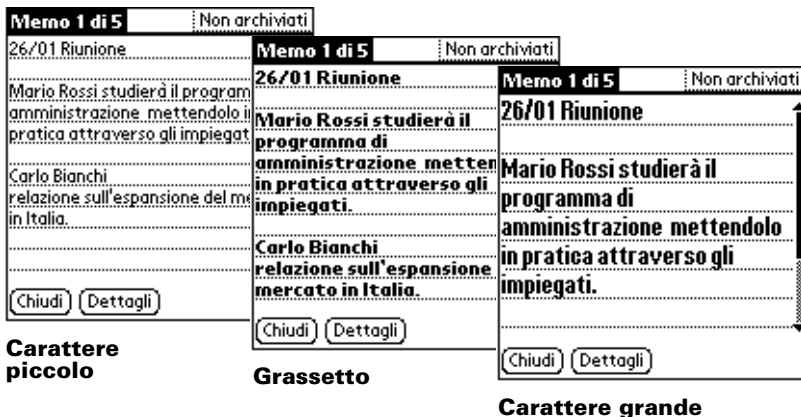 Memo 1 di 5 Non archiviati
26/01 Riunione
Mario Rossi studierà il program
amministrazione mettendolo i
pratica attraverso gli impiegat
Carlo Bianchi
relazione sull'espansione del me
in Italia.
Chiudi Dettagli
Carattere
piccolo
Memo 1 di 5 Non archiviati
26/01 Riunione
Mario Rossi studierà il
programma di
amministrazione metten
in pratica attraverso gli
impiegati.
Carlo Bianchi
relazione sull'espansione
mercato in Italia.
Chiudi Dettagli
Grassetto
Memo 1 di 5 Non archiviati
26/01 Riunione
Mario Rossi studierà il
programma di
amministrazione mettendolo
in pratica attraverso gli
impiegati.
Chiudi Dettagli
Carattere grande